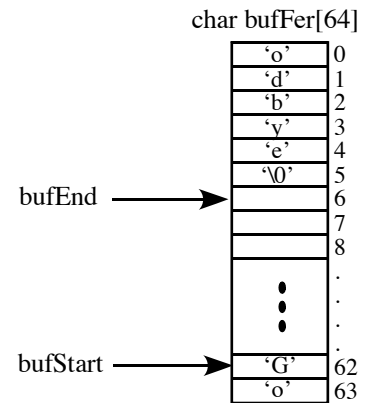 char bufFer[64]
‘o’ 0
‘d’ 1
‘b’ 2
‘y’ 3
‘e’ 4
‘\0’ 5
bufEnd 6
7
8
.
.
.
.
bufStart ‘G’ 62
‘o’ 63